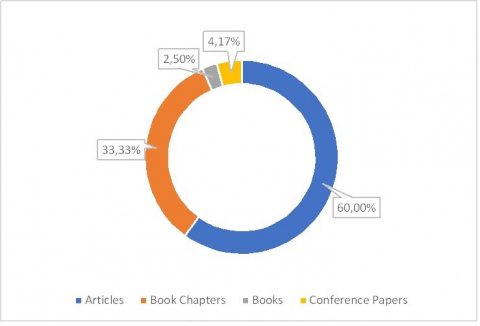 4,17%
2,50%
33,33%
60,00%
Articles Book Chapters Books Conference Papers